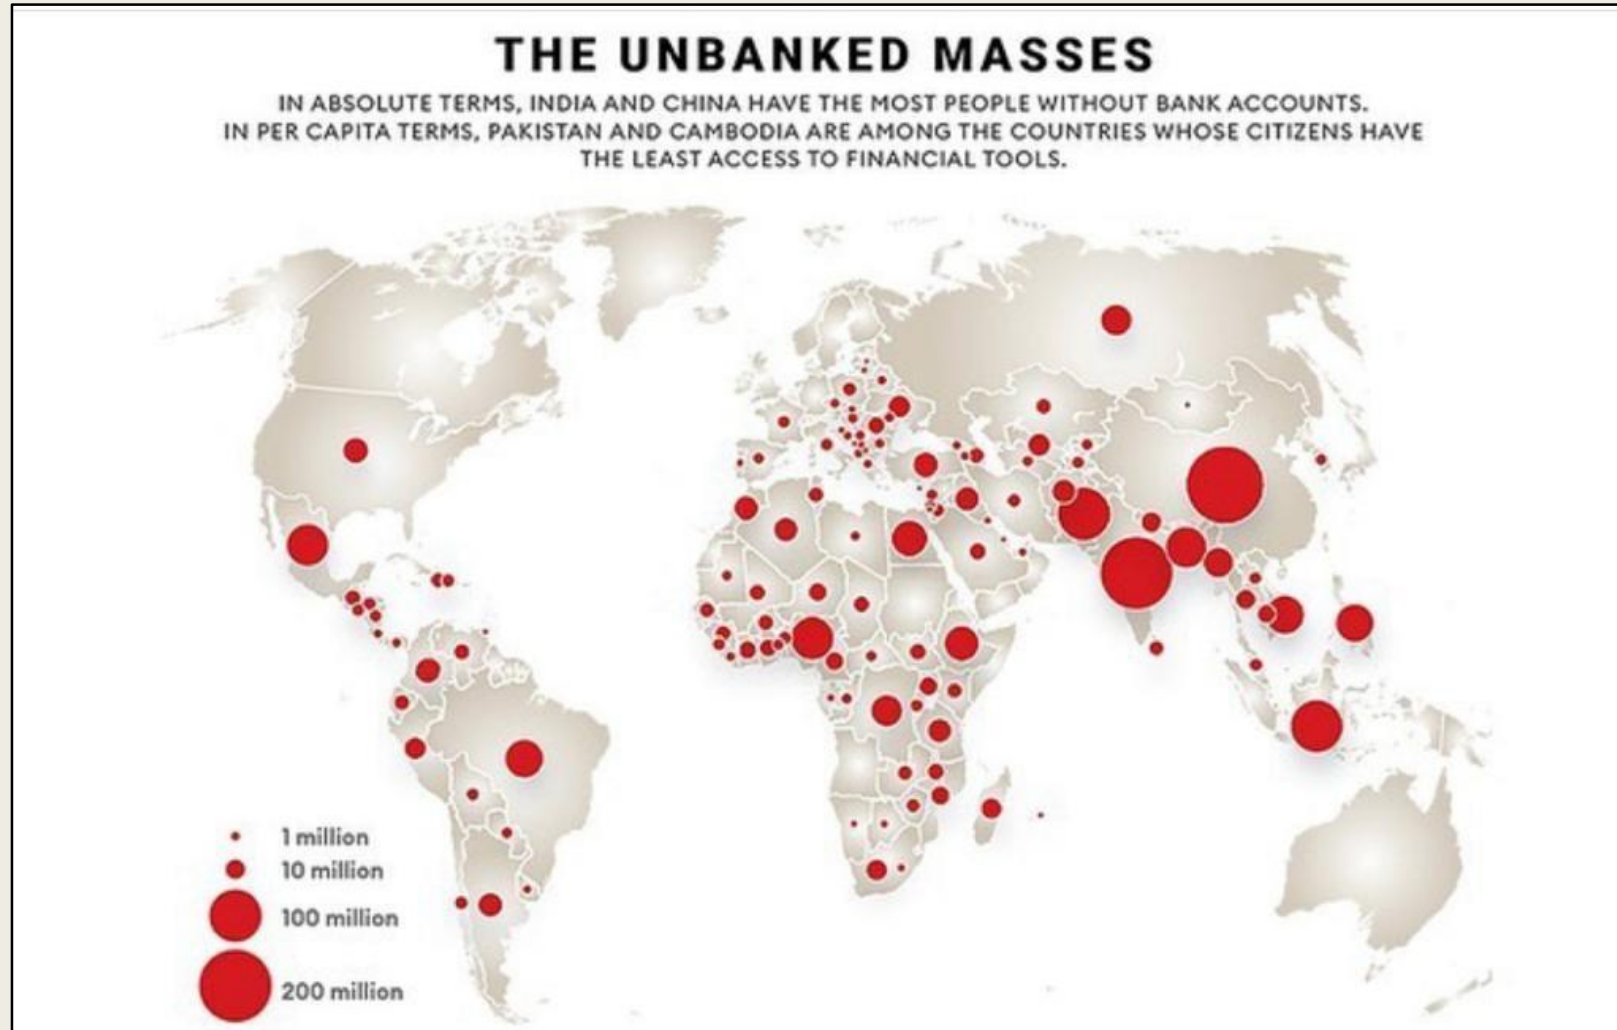 THE UNBANKED MASSES
IN ABSOLUTE TERMS, INDIA AND CHINA HAVE THE MOST PEOPLE WITHOUT BANK ACCOUNTS.
IN PER CAPITA TERMS, PAKISTAN AND CAMBODIA ARE AMONG THE COUNTRIES WHOSE CITIZENS HAVE
THE LEAST ACCESS TO FINANCIAL TOOLS.
1 million
10 million
100 million
200 million